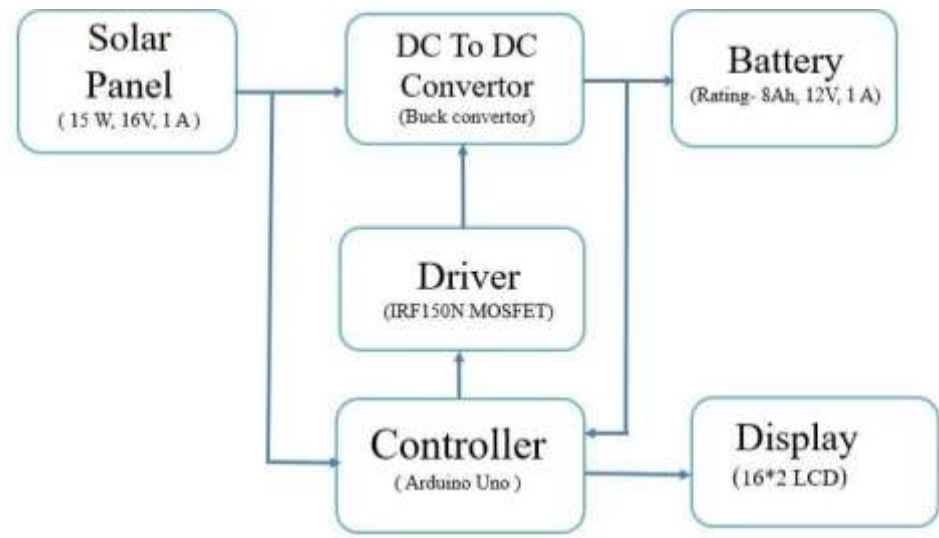 Solar
Panel
( 15 W, 16V, 1 A )
DC To DC
Convertor
(Buck convertor)
Battery
(Rating- 8Ah, 12V, 1 A)
Driver
(IRF150N MOSFET)
Controller
( Arduino Uno )
Display
(16*2 LCD)